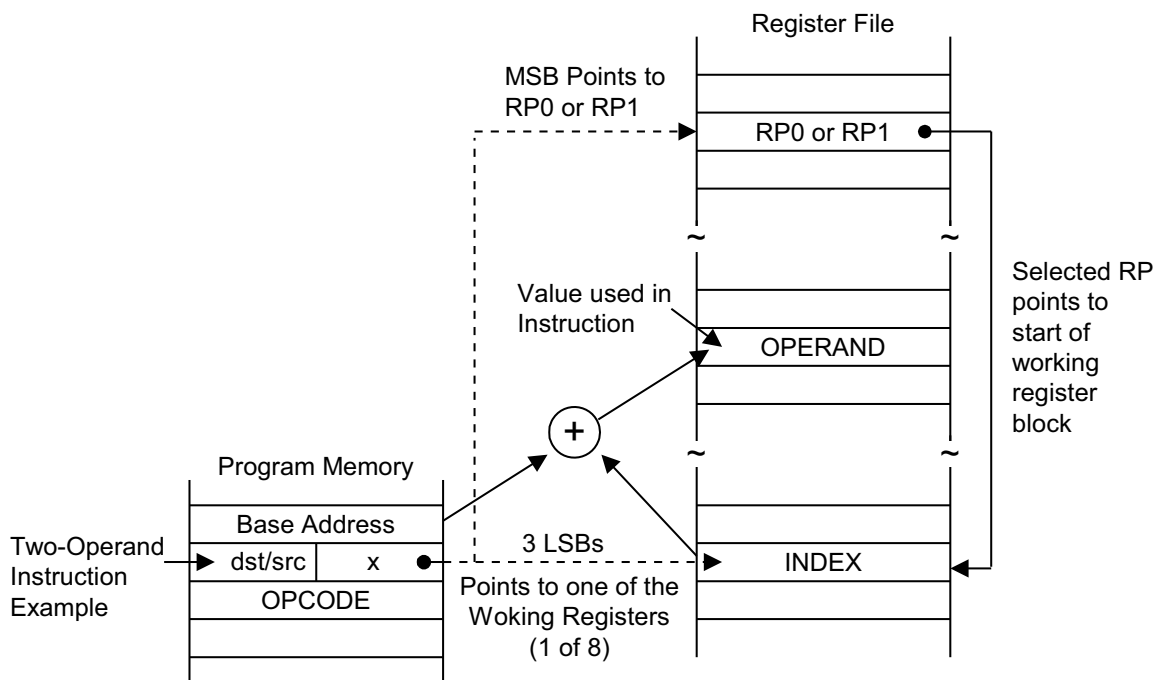 Register File
MSB Points to
RP0 or RP1
RP0 or RP1
~
~
Selected RP
points to
start of
working
register
block
Value used in
Instruction
OPERAND
+
~
~
Program Memory
Base Address
Two-Operand
Instruction
Example
dst/src
x
3 LSBs
INDEX
Points to one of the
Woking Registers
(1 of 8)
OPCODE